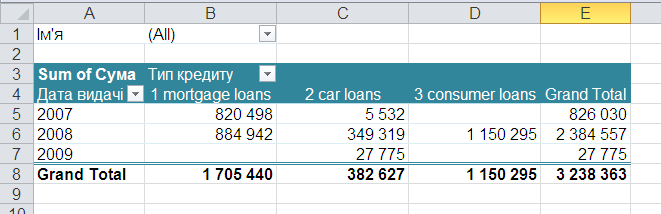 A B C D E
1 Ім'я (All)
2
3 Sum of Сума Тип кредиту
4 Дата видачі 1 mortgage loans 2 car loans 3 consumer loans Grand Total
5 2007 820 498 5 532 826 030
6 2008 884 942 349 319 1 150 295 2 384 557
7 2009 27 775 27 775
8 Grand Total 1 705 440 382 627 1 150 295 3 238 363
9
10